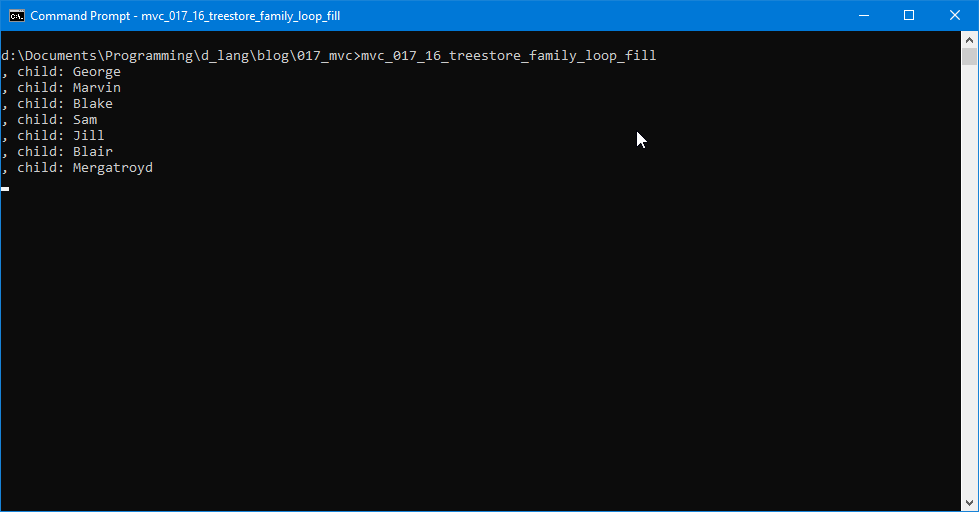 Command Prompt - mvc_017_16_treestore_family_loop_fill
d:\Documents\Programming\d_lang\blog\017_mvc>mvc_017_16_treestore_family_loop_fill
, child: George
, child: Marvin
, child: Blake
, child: Sam
, child: Jill
, child: Blair
, child: Mergatroyd